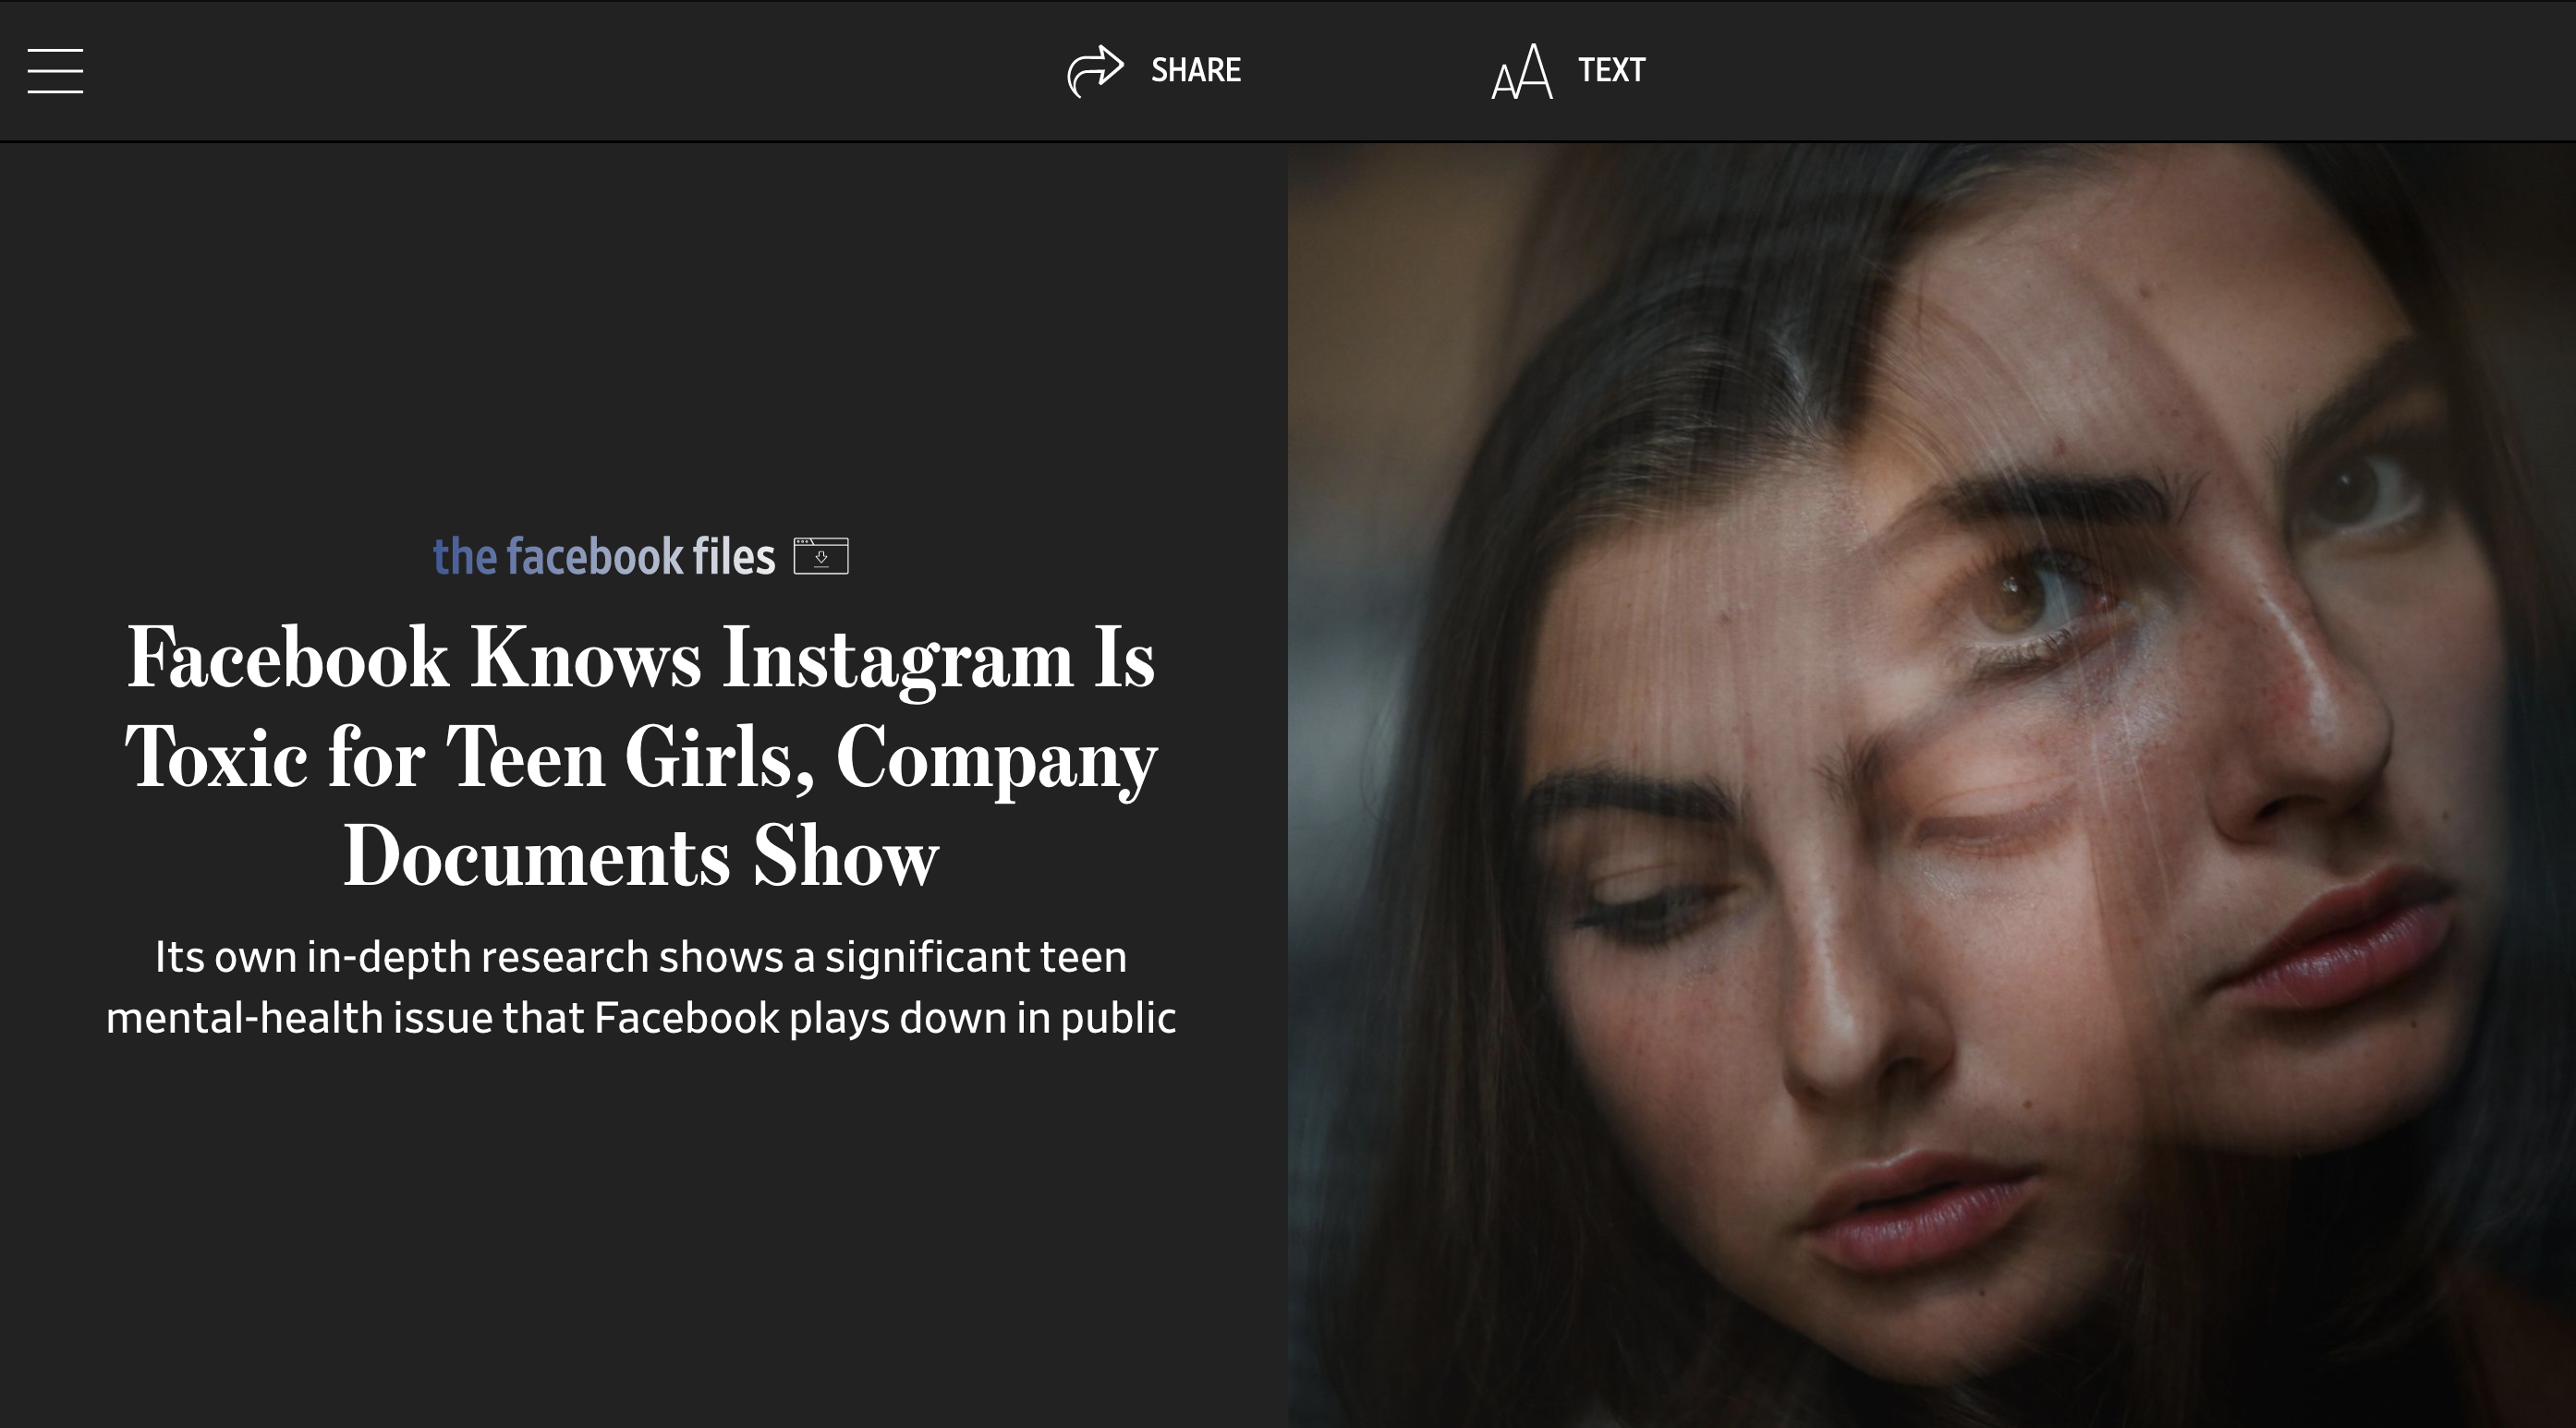 SHARE
TEXT
the facebook files
Facebook Knows Instagram Is
Toxic for Teen Girls, Company
Documents Show
Its own in-depth research shows a significant teen
mental-health issue that Facebook plays down in public